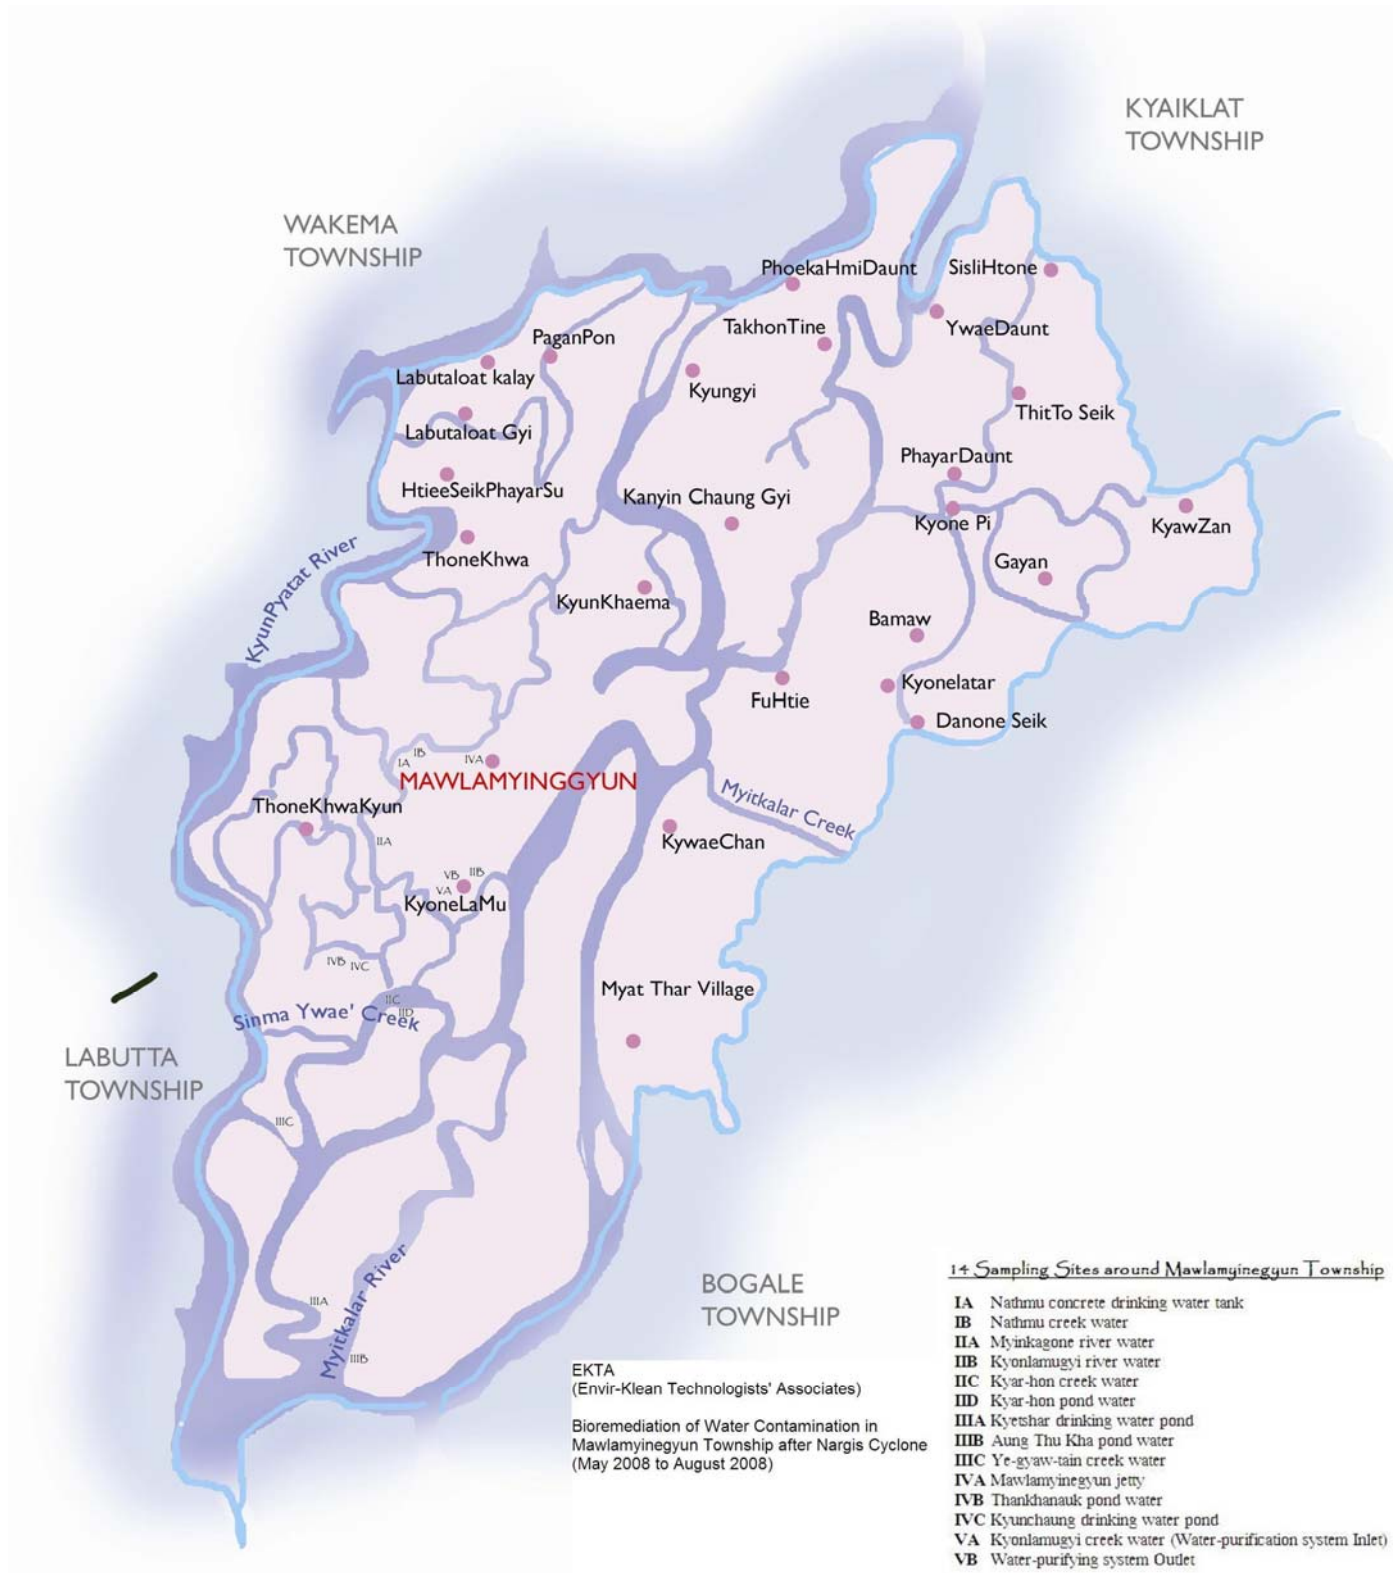 KYAIKLAT
TOWNSHIP
WAKEMA
TOWNSHIP
PhoekaHmiDaunt
SisliHtone
TakhonTine
YwaeDaunt
PaganPon
Labutaloat kalay
Kyungyi
ThitTo Seik
Labutaloat Gyi
PhayarDaunt
HtieeSeikPhayarSu
Kanyin Chaung Gyi
Kyone Pi
KyawZan
ThoneKhwa
Gayan
KyunPyatat River
KyunKhaema
Bamaw
Kyonelatar
FuHtie
Danone Seik
IB
IA
IVA
MAWLAMYINGGYUN
Myitkalar Creek
ThoneKhwaKyun
IIA
KywaeChan
VB
IIB
VA
KyoneLaMu
IVB
IVC
Myat Thar Village
IIC
IID
Sinma Ywae' Creek
LABUTTA
TOWNSHIP
IIIC
Myitkalar River
IIIA
IIIB
BOGALE
TOWNSHIP
EKTA
(Envir-Klean Technologists' Associates)
Bioremediation of Water Contamination in
Mawlamyinegyun Township after Nargis Cyclone
(May 2008 to August 2008)
14 Sampling Sites around Mawlamyinegyun Township
IA Nathmu concrete drinking water tank
IB Nathmu creek water
IIA Myinkagone river water
IIB Kyonlamugyi river water
IIC Kyar-hon creek water
IID Kyar-hon pond water
IIIA Kyetshar drinking water pond
IIIB Aung Thu Kha pond water
IIIC Ye-gyaw-tain creek water
IVA Mawlamyinegyun jetty
IVB Thankhanauk pond water
IVC Kyunchaung drinking water pond
VA Kyonlamugyi creek water (Water-purification system Inlet)
VB Water-purifying system Outlet